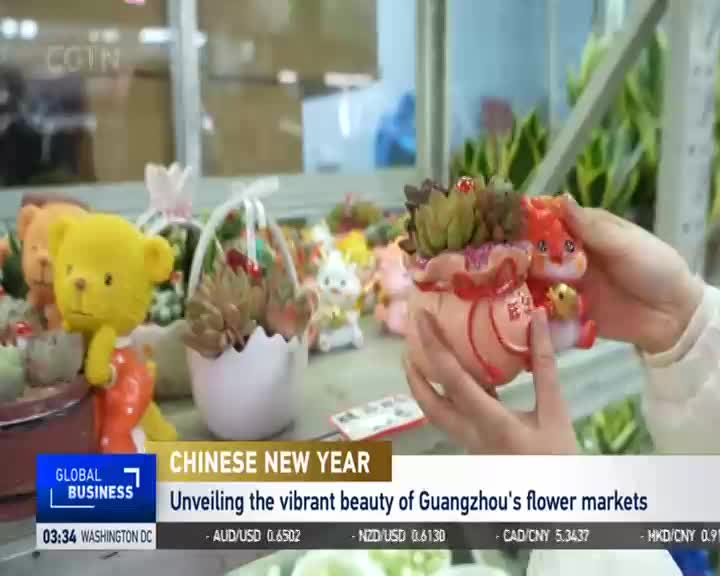 CGTN
CHINESE NEW YEAR
GLOBAL
BUSINESS
Unveiling the vibrant beauty of Guangzhou's flower markets
03:34 WASHINGTON DC
- AUD/USD 0.6502 - NZD/USD 0.6130 - CAD/CNY 5.3437 - HKD/CNY 0.91